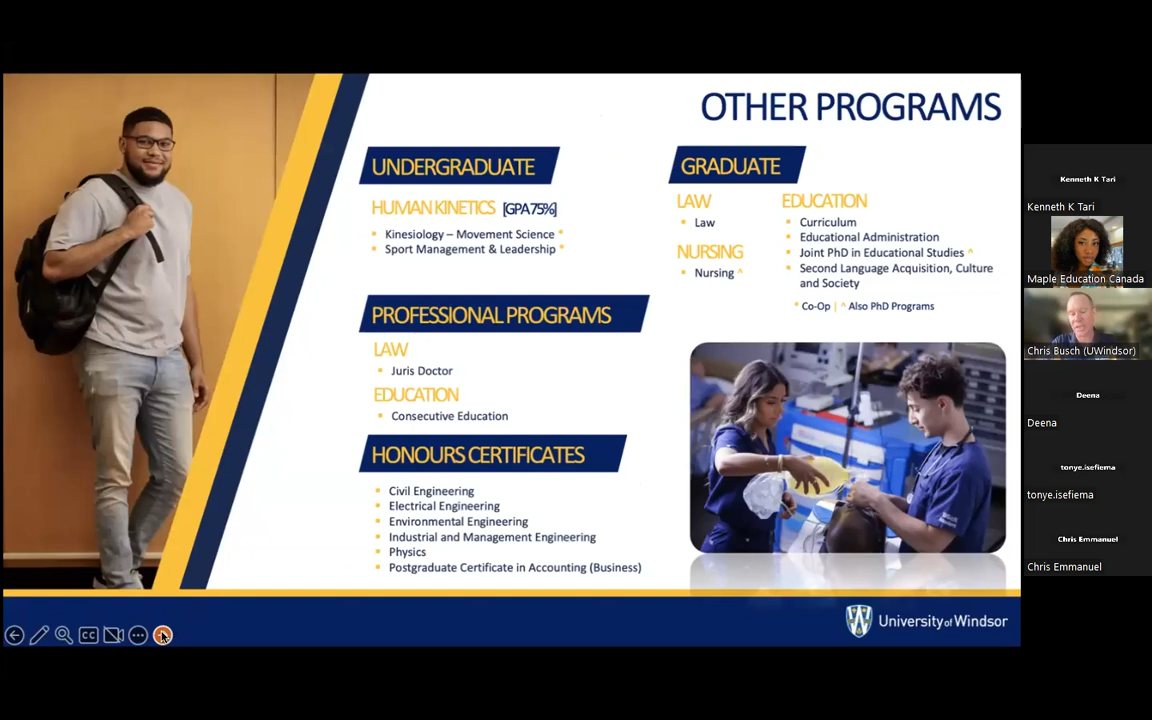 OTHER PROGRAMS
UNDERGRADUATE
HUMAN KINETICS [GPA 75%]
Kinesiology – Movement Science *
Sport Management & Leadership *
PROFESSIONAL PROGRAMS
LAW
Juris Doctor
EDUCATION
Consecutive Education
HONOURS CERTIFICATES
Civil Engineering
Electrical Engineering
Environmental Engineering
Industrial and Management Engineering
Physics
Postgraduate Certificate in Accounting (Business)
GRADUATE
LAW
Law
NURSING
Nursing ^
EDUCATION
Curriculum
Educational Administration
Joint PhD in Educational Studies ^
Second Language Acquisition, Culture
and Society
* Co-Op | ^ Also PhD Programs
University of Windsor
CC
Kenneth K Tari
Kenneth K Tari
Maple Education Canada
Chris Busch (UWindsor)
Deena
Deena
tonye.isefiema
tonye.isefiema
Chris Emmanuel
Chris Emmanuel